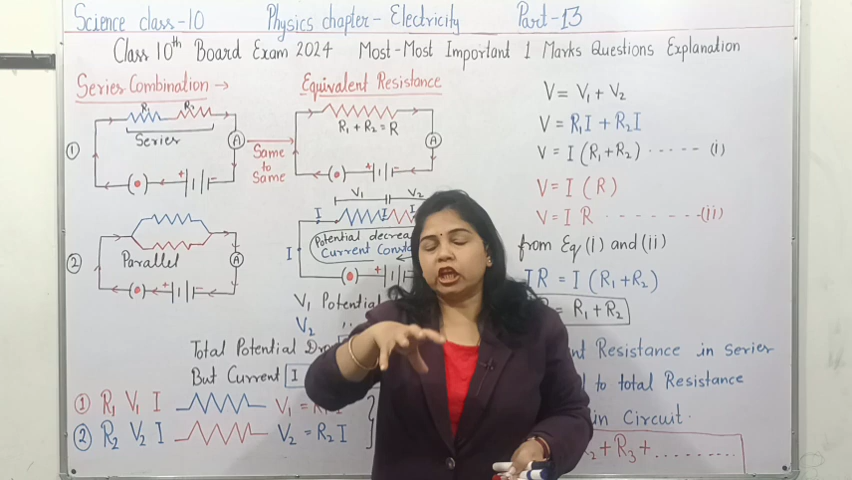 Science class-10 Physics chapter- Electricity Part-13
Class 10th Board Exam 2024 Most-Most Important 1 Marks Questions Explanation
Series Combination →
R1 R2
Series
A
①
Same
to
Same
Equivalent Resistance
R1 + R2 = R
A
②
Parallel
A
V1 V2
I I I
I
Potential decrea
Current Consta
V1 Potential
V2 ,,
Total Potential Dro
But Current I
① R1 V1 I V1 = R1 I
② R2 V2 I V2 = R2 I
V = V1 + V2
V = R1I + R2I
V = I (R1+R2) ----- (i)
V = I (R)
V = I R -------(ii)
from Eq (I) and (ii)
IR = I (R1+R2)
= R1 + R2
nt Resistance in Series
l to total Resistance
in Circuit.
2 + R3 + .........